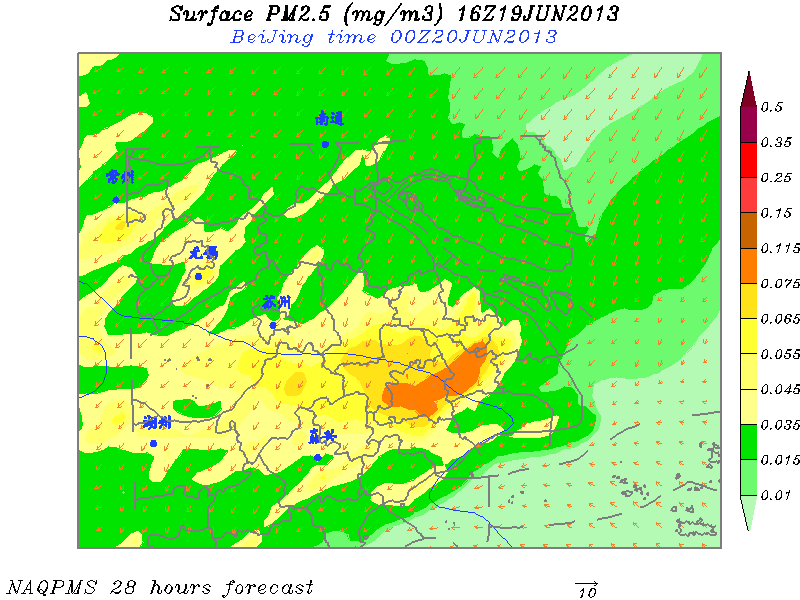 Surface PM2.5 (mg/m3) 16Z19JUN2013
BeiJing time 00Z20JUN2013
南通
常州
无锡
苏州
湖州
嘉兴
0.5
0.35
0.25
0.15
0.115
0.075
0.065
0.055
0.045
0.035
0.015
0.01
NAQPMS 28 hours forecast
10